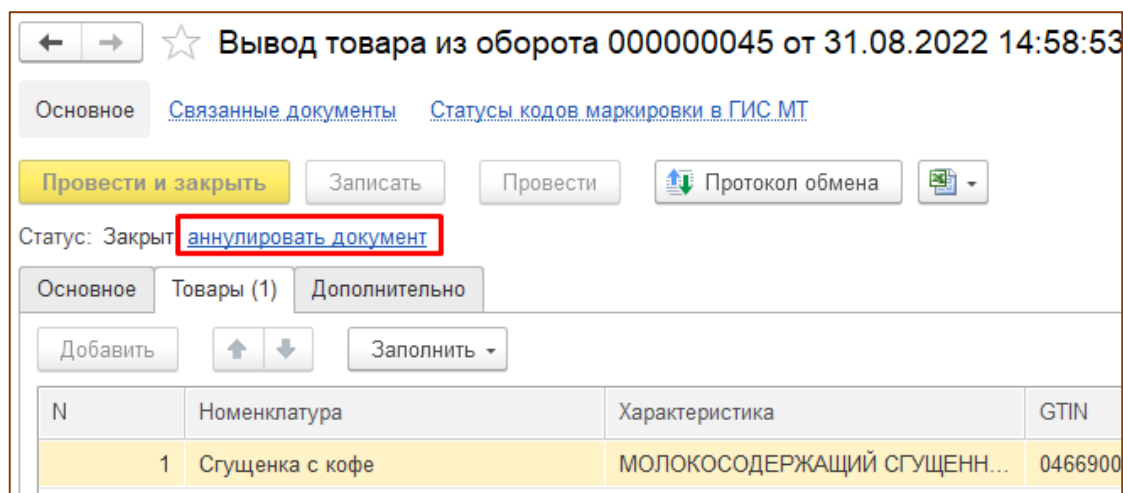 Вывод товара из оборота 000000045 от 31.08.2022 14:58:53
Основное Связанные документы Статусы кодов маркировки в ГИС МТ
Провести и закрыть Записать Провести Протокол обмена
Статус: Закрыт аннулировать документ
Основное Товары (1) Дополнительно
Добавить Заполнить
N Номенклатура Характеристика GTIN
1 Сгущенка с кофе МОЛОКОСОДЕРЖАЩИЙ СГУЩЕНН... 0466900